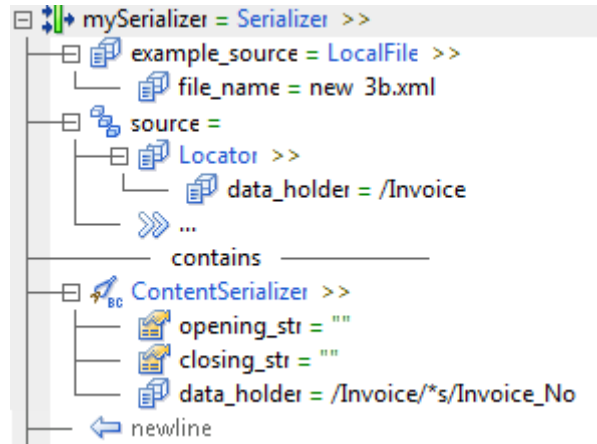 mySerializer = Serializer >>
example_source = LocalFile >>
file_name = new 3b.xml
source =
Locator >>
data_holder = /Invoice
...
contains
BC ContentSerializer >>
opening_str = ""
closing_str = ""
data_holder = /Invoice/*s/Invoice_No
newline